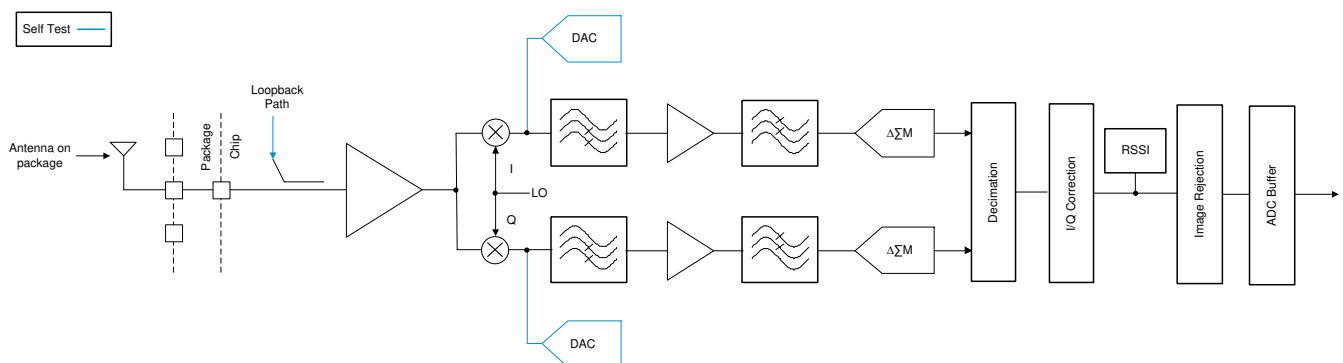 Self Test
DAC
Loopback
Path
Antenna on
package
Package
Chip
I
LO
Q
ΔΣM
ΔΣM
Decimation
I/Q Correction
RSSI
Image Rejection
ADC Buffer
DAC